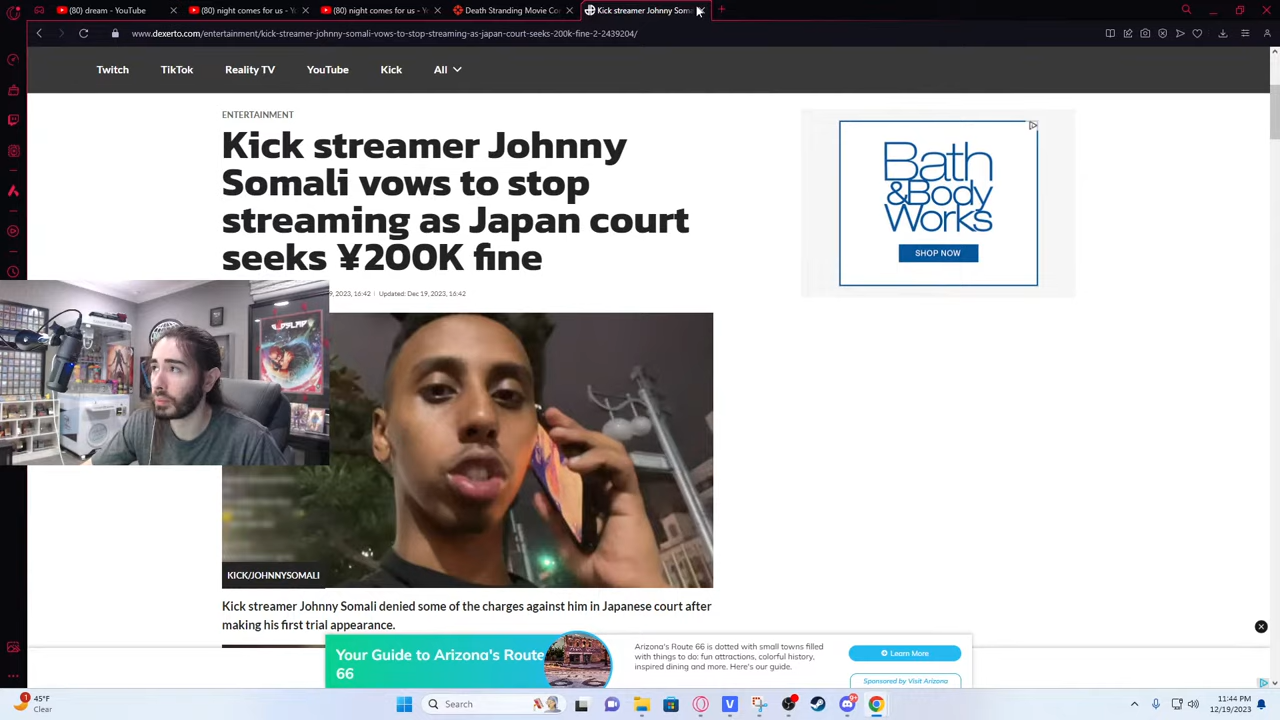 (80) dream - YouTube
(80) night comes for us - Y
(80) night comes for us - Y
Death Stranding Movie Co
Kick streamer Johnny Som
www.dexerto.com/entertainment/kick-streamer-johnny-somali-vows-to-stop-streaming-as-japan-court-seeks-200k-fine-2-2439204/
Twitch
TikTok
Reality TV
YouTube
Kick
All
ENTERTAINMENT
Kick streamer Johnny
Somali vows to stop
streaming as Japan court
seeks ¥200K fine
9, 2023, 16:42 | Updated: Dec 19, 2023, 16:42
Bath
&Body
Works
SHOP NOW
KICK/JOHNNYSOMALI
Kick streamer Johnny Somali denied some of the charges against him in Japanese court after
making his first trial appearance.
Your Guide to Arizona's Route
66
Arizona's Route 66 is dotted with small towns filled
with things to do: fun attractions, colorful history,
inspired dining and more. Here's our guide.
Learn More
Sponsored by Visit Arizona
1
45°F
Clear
Search
9+
11:44 PM
12/19/2023